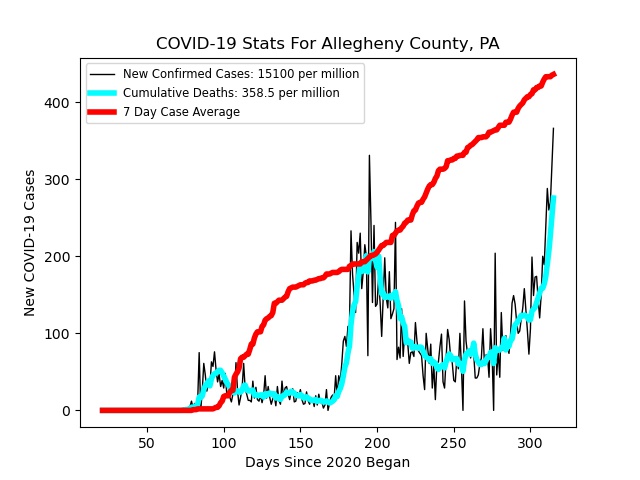 COVID-19 Stats For Allegheny County, PA
New Confirmed Cases: 15100 per million
Cumulative Deaths: 358.5 per million
7 Day Case Average
New COVID-19 Cases
400
300
200
100
0
50 100 150 200 250 300
Days Since 2020 Began